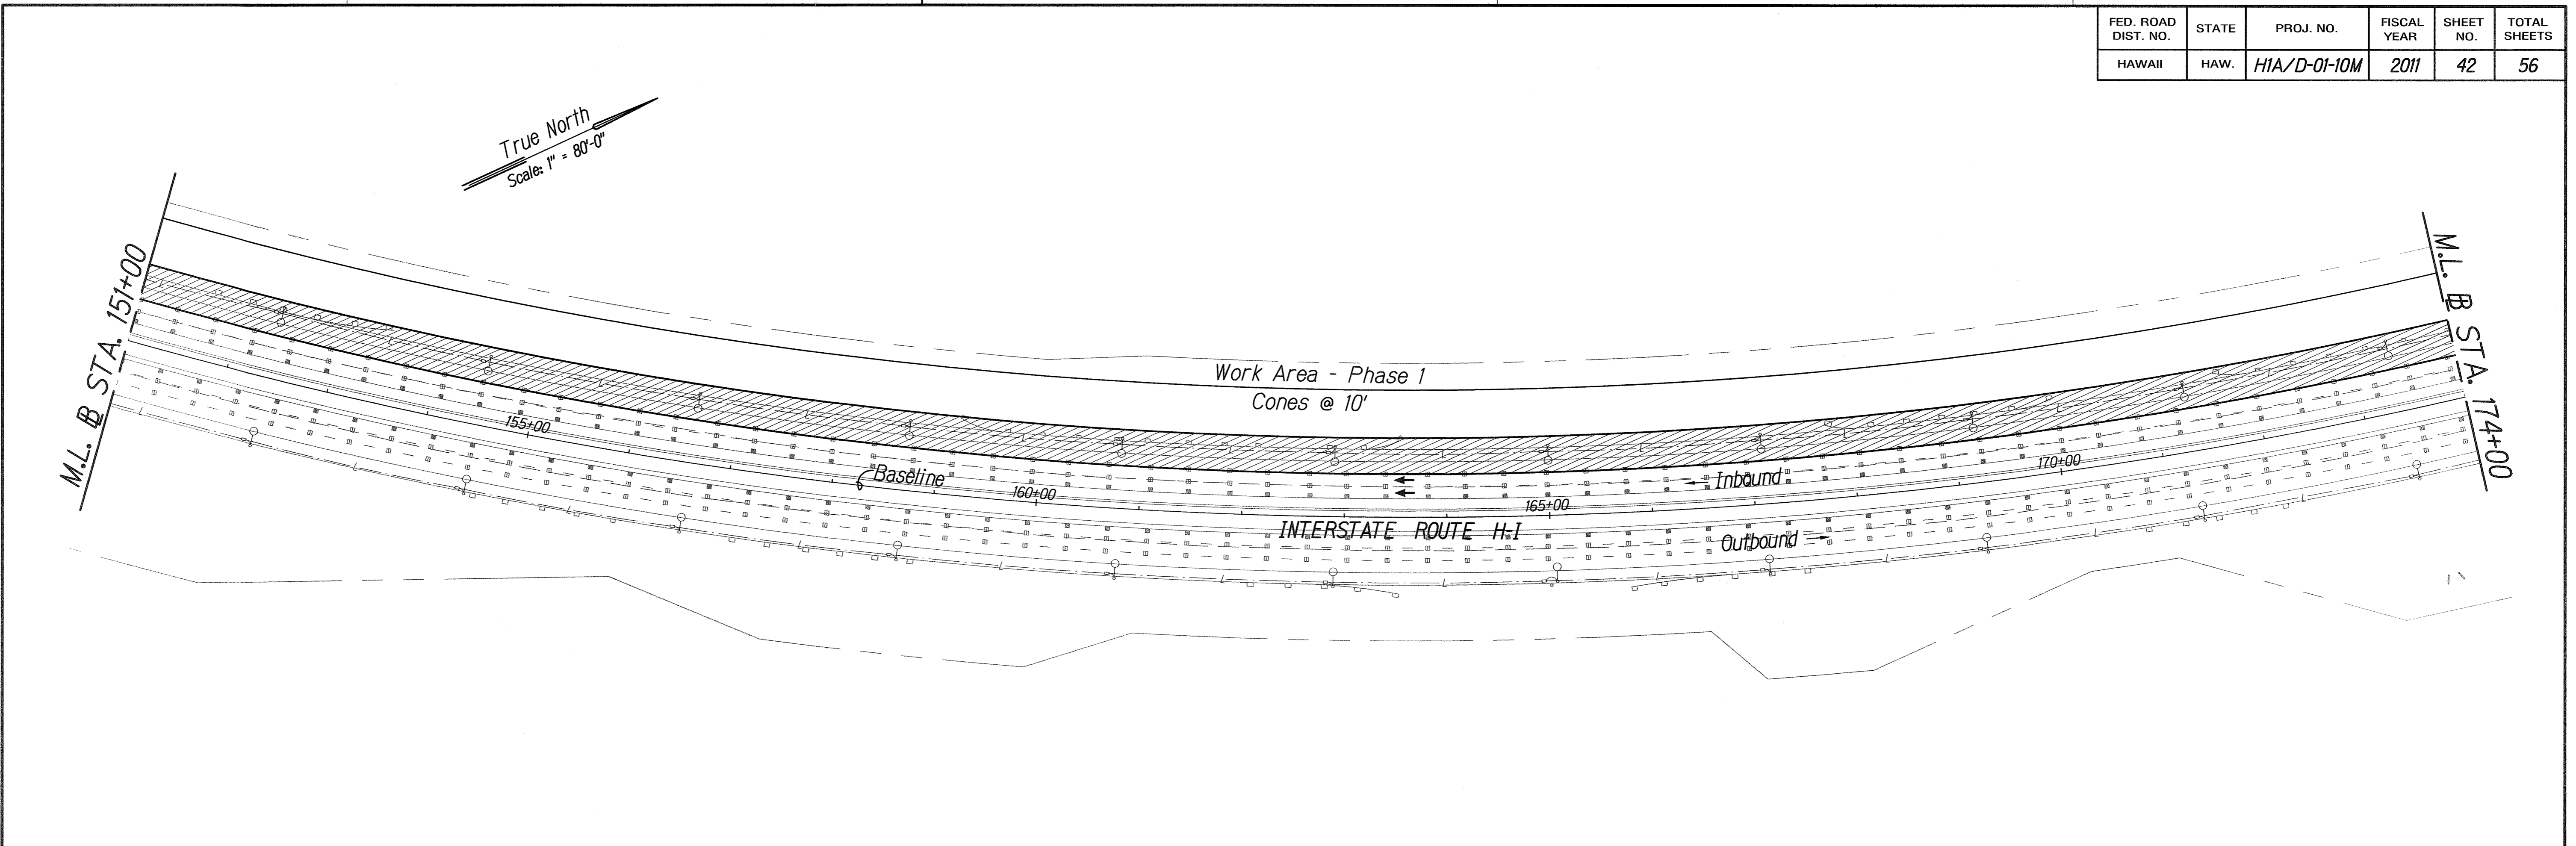 FED. ROAD DIST. NO.
STATE
PROJ. NO.
FISCAL YEAR
SHEET NO.
TOTAL SHEETS
HAWAII
HAW.
H1A/D-01-10M
2011
42
56
True North
Scale: 1" = 80'-0"
M.L. ⅊ STA. 151+00
M.L. ⅊ STA. 174+00
Work Area - Phase 1
Cones @ 10'
155+00
Baseline
160+00
165+00
170+00
Inbound
INTERSTATE ROUTE H-I
Outbound